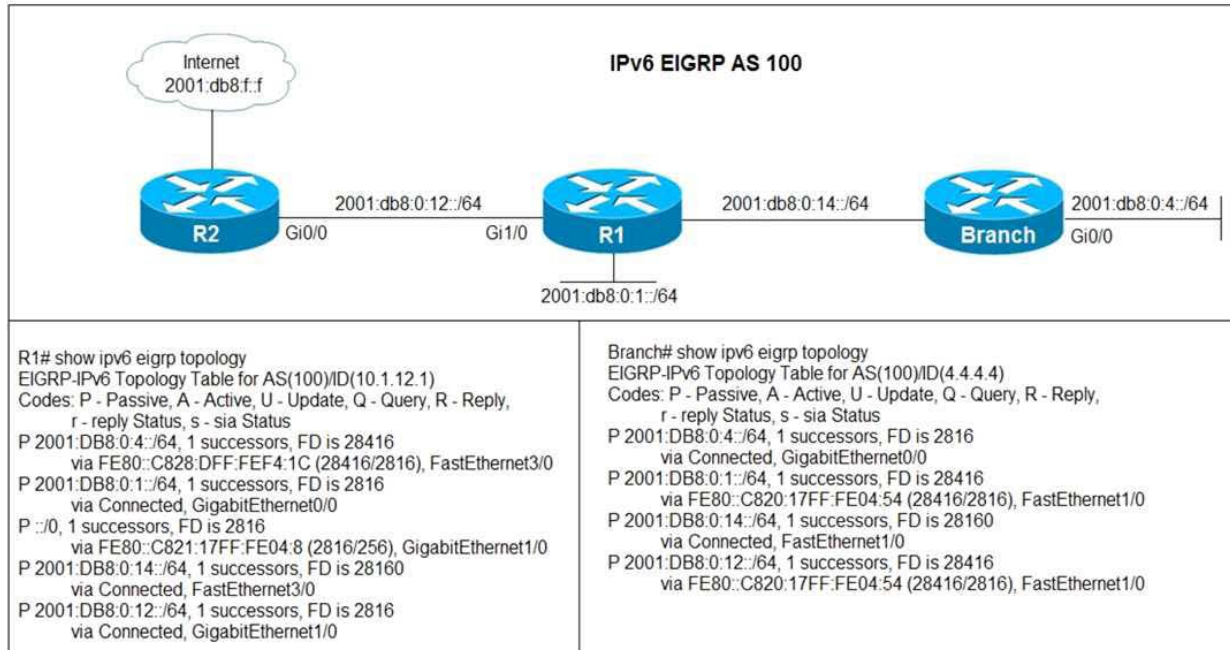 Internet
2001:db8:f::f
IPv6 EIGRP AS 100
2001:db8:0:12::/64
2001:db8:0:14::/64
2001:db8:0:4::/64
R2
Gi0/0
Gi1/0
R1
Branch
Gi0/0
2001:db8:0:1::/64
R1# show ipv6 eigrp topology
EIGRP-IPv6 Topology Table for AS(100)/ID(10.1.12.1)
Codes: P - Passive, A - Active, U - Update, Q - Query, R - Reply,
r - reply Status, s - sia Status
P 2001:DB8:0:4::/64, 1 successors, FD is 28416
via FE80::C828:DFF:FEF4:1C (28416/2816), FastEthernet3/0
P 2001:DB8:0:1::/64, 1 successors, FD is 2816
via Connected, GigabitEthernet0/0
P ::/0, 1 successors, FD is 2816
via FE80::C821:17FF:FE04:8 (2816/256), GigabitEthernet1/0
P 2001:DB8:0:14::/64, 1 successors, FD is 28160
via Connected, FastEthernet3/0
P 2001:DB8:0:12::/64, 1 successors, FD is 2816
via Connected, GigabitEthernet1/0
Branch# show ipv6 eigrp topology
EIGRP-IPv6 Topology Table for AS(100)/ID(4.4.4.4)
Codes: P - Passive, A - Active, U - Update, Q - Query, R - Reply,
r - reply Status, s - sia Status
P 2001:DB8:0:4::/64, 1 successors, FD is 2816
via Connected, GigabitEthernet0/0
P 2001:DB8:0:1::/64, 1 successors, FD is 28416
via FE80::C820:17FF:FE04:54 (28416/2816), FastEthernet1/0
P 2001:DB8:0:14::/64, 1 successors, FD is 28160
via Connected, FastEthernet1/0
P 2001:DB8:0:12::/64, 1 successors, FD is 28416
via FE80::C820:17FF:FE04:54 (28416/2816), FastEthernet1/0